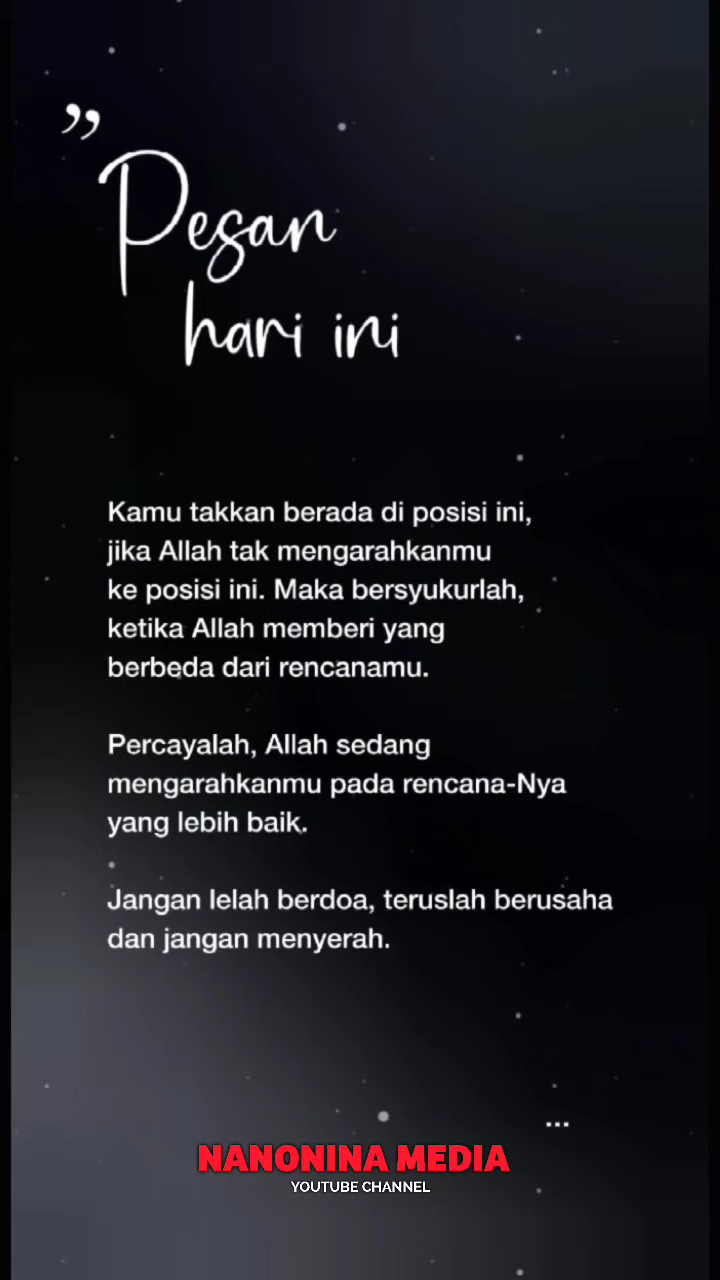 ”
Pesan
hari ini
Kamu takkan berada di posisi ini,
jika Allah tak mengarahkanmu
ke posisi ini. Maka bersyukurlah,
ketika Allah memberi yang
berbeda dari rencanamu.
Percayalah, Allah sedang
mengarahkanmu pada rencana-Nya
yang lebih baik.
Jangan lelah berdoa, teruslah berusaha
dan jangan menyerah.
...
NANONINA MEDIA
YOUTUBE CHANNEL